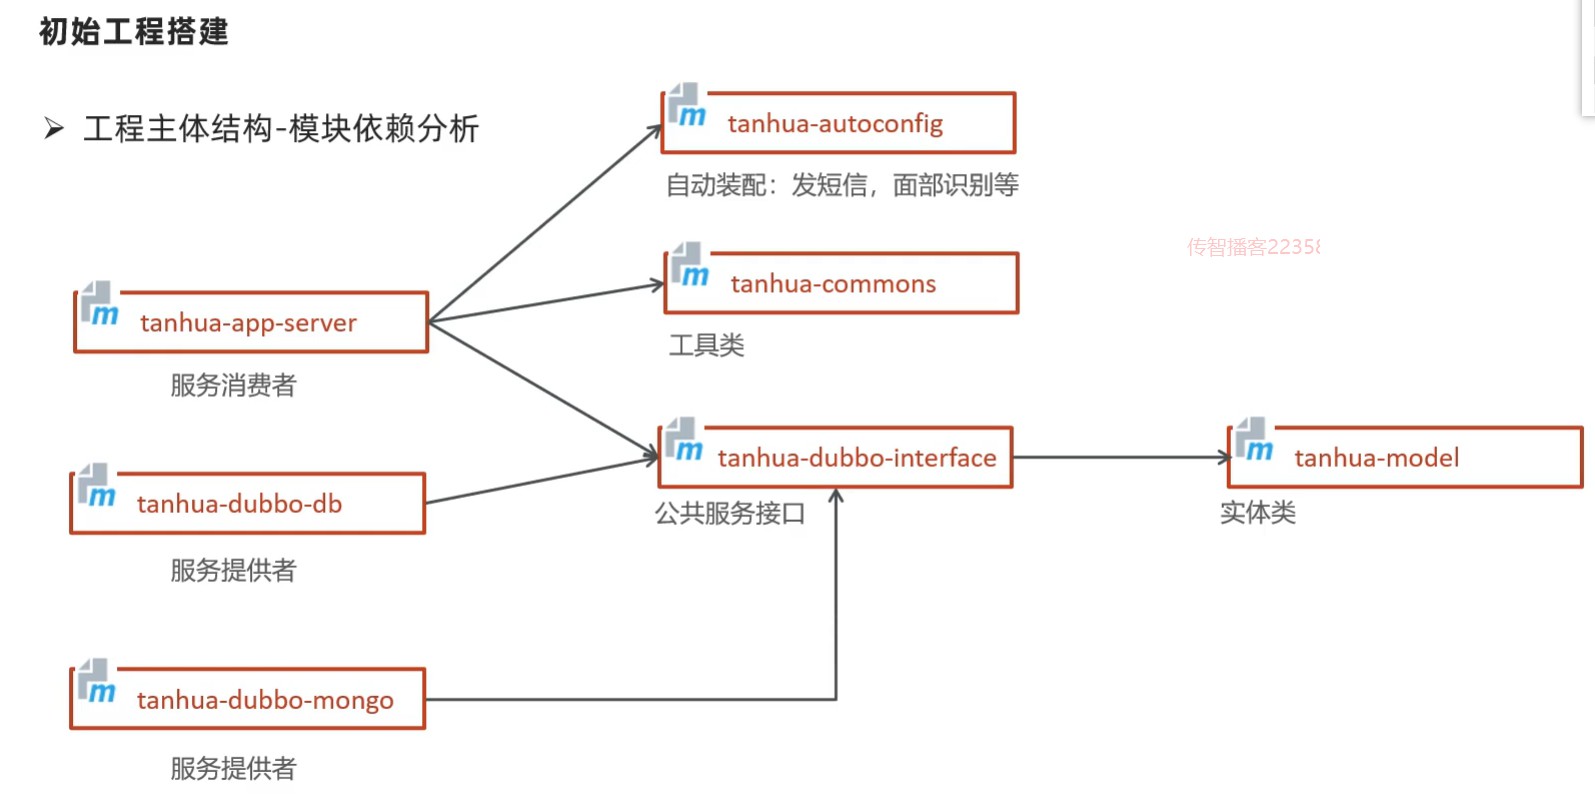 初始工程搭建
工程主体结构-模块依赖分析
m tanhua-autoconfig
自动装配：发短信，面部识别等
传智播客22358
m tanhua-commons
工具类
m tanhua-app-server
服务消费者
m tanhua-dubbo-interface
公共服务接口
m tanhua-model
实体类
m tanhua-dubbo-db
服务提供者
m tanhua-dubbo-mongo
服务提供者